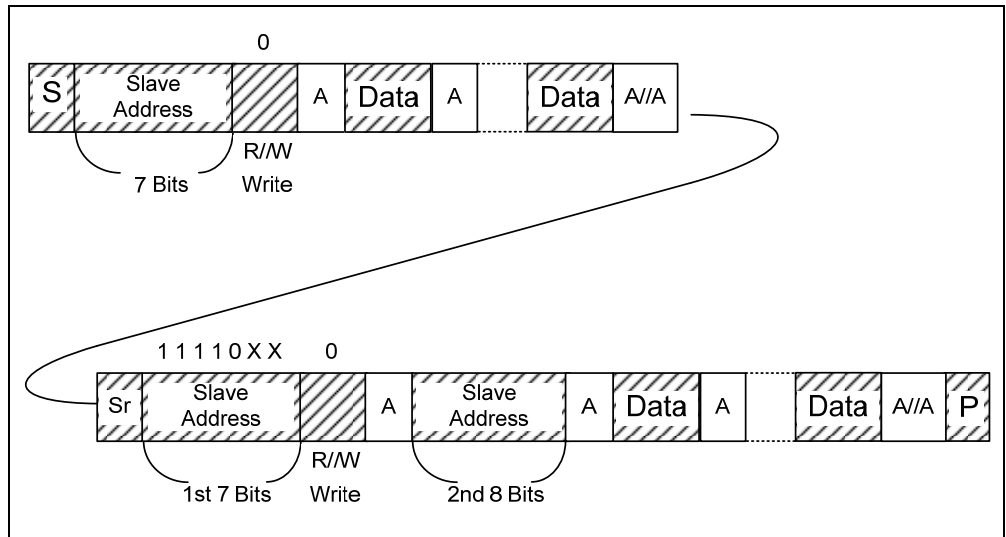 0
S Slave Address A Data A Data A//A
7 Bits R//W Write
1 1 1 1 0 X X 0
Sr Slave Address A Slave Address A Data A Data A//A P
1st 7 Bits R//W Write 2nd 8 Bits